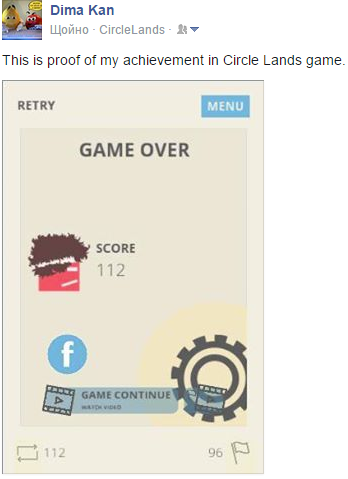 Dima Kan
Щойно · CircleLands ·
This is proof of my achievement in Circle Lands game.
RETRY
MENU
GAME OVER
SCORE
112
f
GAME CONTINUE
WATCH VIDEO
112
96